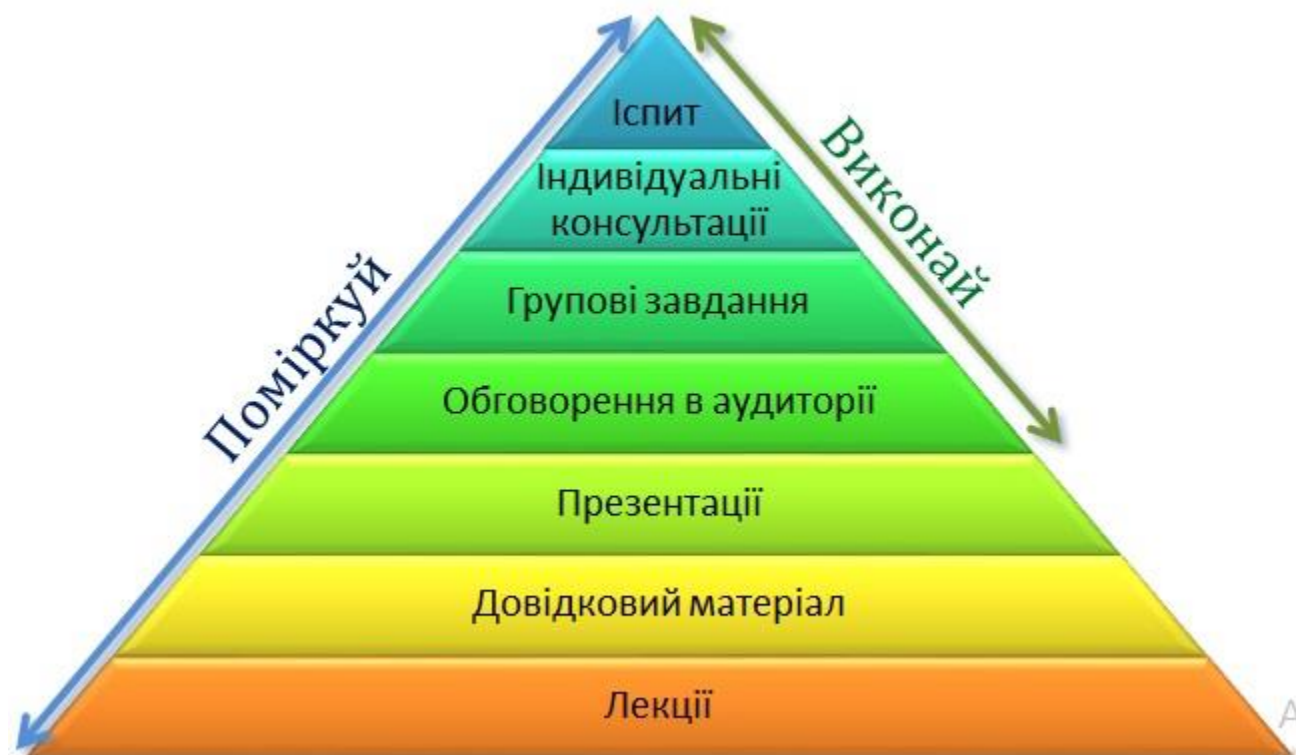 Іспит
Індивідуальні
консультації
Групові завдання
Обговорення в аудиторії
Презентації
Довідковий матеріал
Лекції
Поміркуй
Виконай